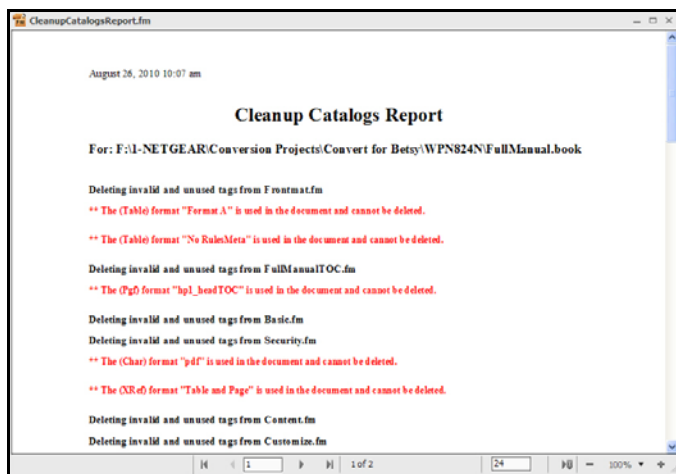 CleanupCatalogsReport.fm
August 26, 2010 10:07 am
Cleanup Catalogs Report
For: F:\1-NETGEAR\Conversion Projects\Convert for Betsy\WPN824N\FullManual.book
Deleting invalid and unused tags from Frontmat.fm
** The (Table) format "Format A" is used in the document and cannot be deleted.
** The (Table) format "No RulesMeta" is used in the document and cannot be deleted.
Deleting invalid and unused tags from FullManualTOC.fm
** The (Pgf) format "hp1_headTOC" is used in the document and cannot be deleted.
Deleting invalid and unused tags from Basic.fm
Deleting invalid and unused tags from Security.fm
** The (Char) format "pdf" is used in the document and cannot be deleted.
** The (XRef) format "Table and Page" is used in the document and cannot be deleted.
Deleting invalid and unused tags from Content.fm
Deleting invalid and unused tags from Customize.fm
1 1 of 2 24 100%